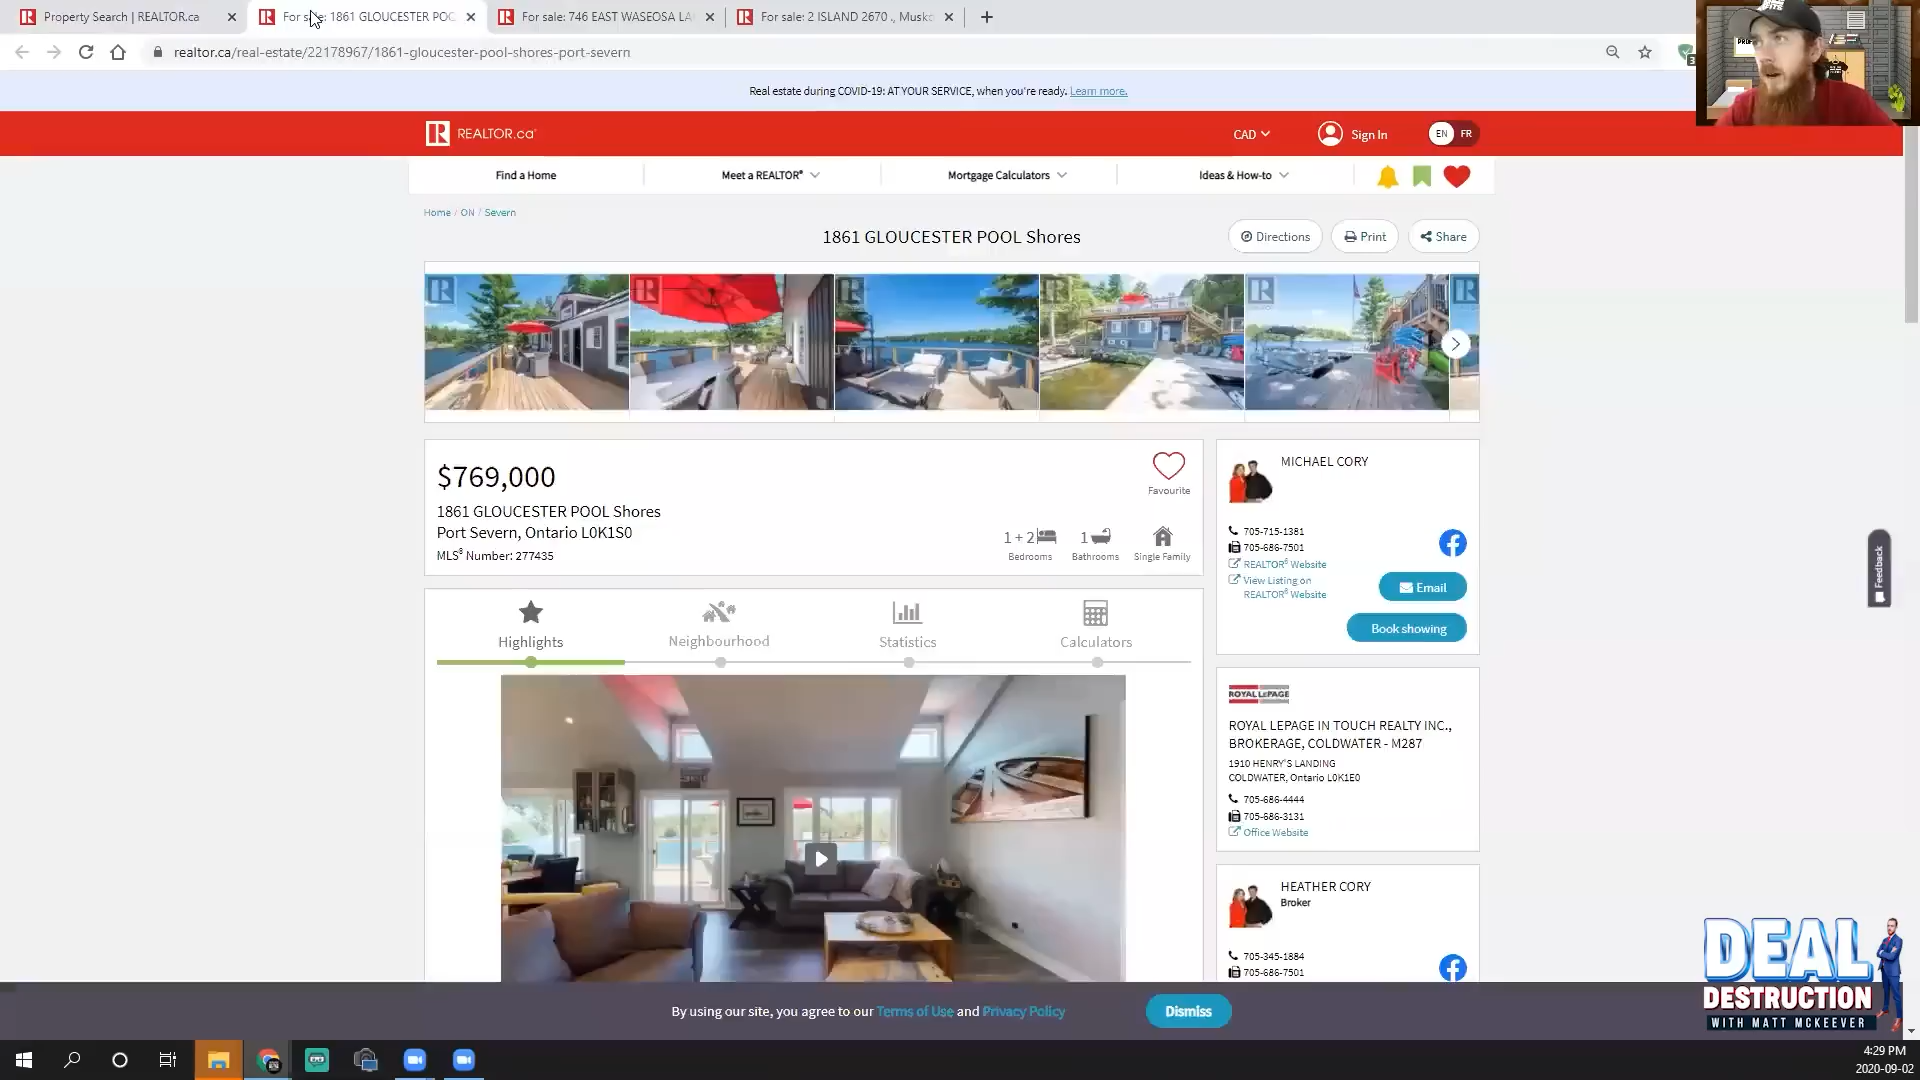 Property Search | REALTOR.ca
For sale: 1861 GLOUCESTER POO
For sale: 746 EAST WASEOSA LA
For sale: 2 ISLAND 2670 ., Musko
realtor.ca/real-estate/22178967/1861-gloucester-pool-shores-port-severn
Real estate during COVID-19: AT YOUR SERVICE, when you're ready. Learn more.
REALTOR.ca
CAD
Sign In
EN FR
Find a Home
Meet a REALTOR®
Mortgage Calculators
Ideas & How-to
Home / ON / Severn
1861 GLOUCESTER POOL Shores
Directions
Print
Share
$769,000
1861 GLOUCESTER POOL Shores
Port Severn, Ontario L0K1S0
MLS® Number: 277435
Favourite
1 + 2
Bedrooms
1
Bathrooms
Single Family
Highlights
Neighbourhood
Statistics
Calculators
MICHAEL CORY
705-715-1381
705-686-7501
REALTOR® Website
View Listing on
REALTOR® Website
Email
Book showing
ROYAL LEPAGE
ROYAL LEPAGE IN TOUCH REALTY INC.,
BROKERAGE, COLDWATER - M287
1910 HENRY'S LANDING
COLDWATER, Ontario L0K1E0
705-686-4444
705-686-3131
Office Website
HEATHER CORY
Broker
705-345-1884
705-686-7501
Feedback
By using our site, you agree to our Terms of Use and Privacy Policy
Dismiss
DEAL
DESTRUCTION
WITH MATT MCKEEVER
4:29 PM
2020-09-02